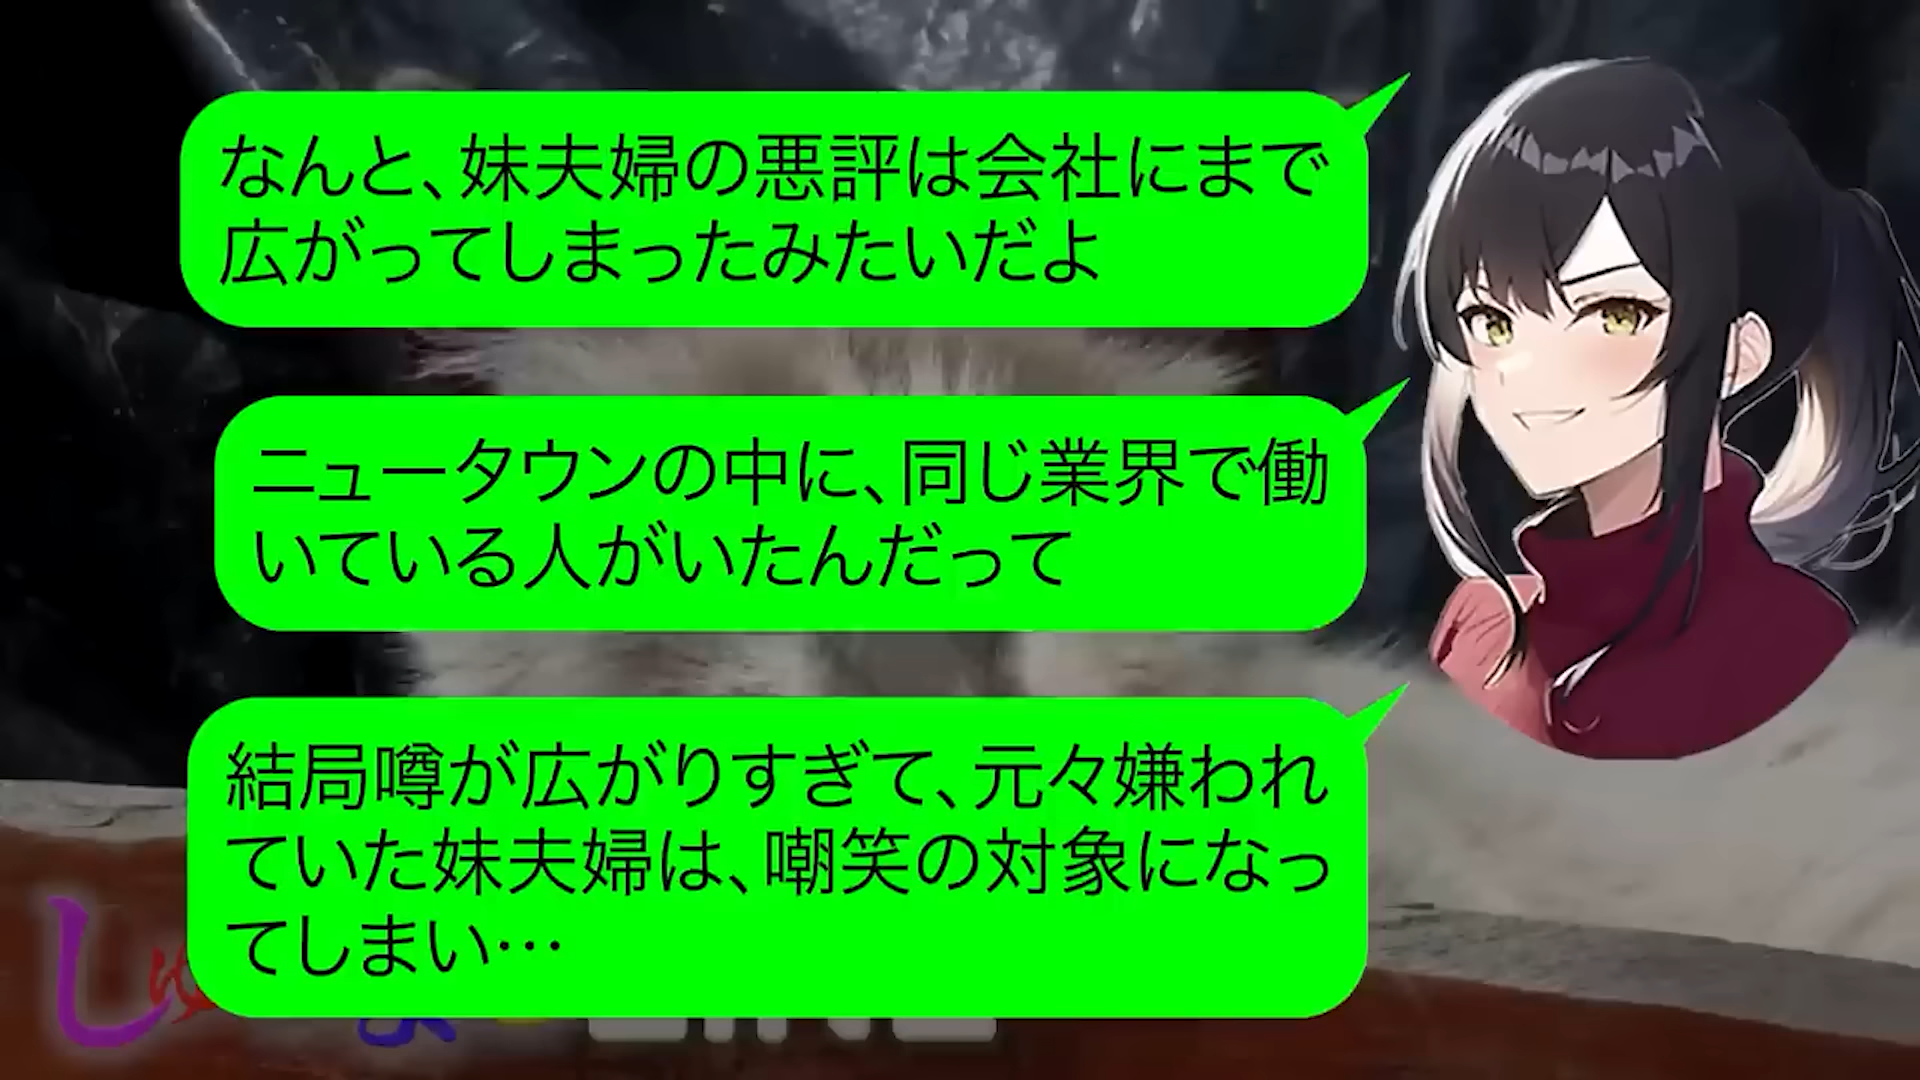 なんと、妹夫婦の悪評は会社にまで
広がってしまったみたいだよ
ニュータウンの中に、同じ業界で働
いている人がいたんだって
結局噂が広がりすぎて、元々嫌われ
ていた妹夫婦は、嘲笑の対象になっ
てしまい…